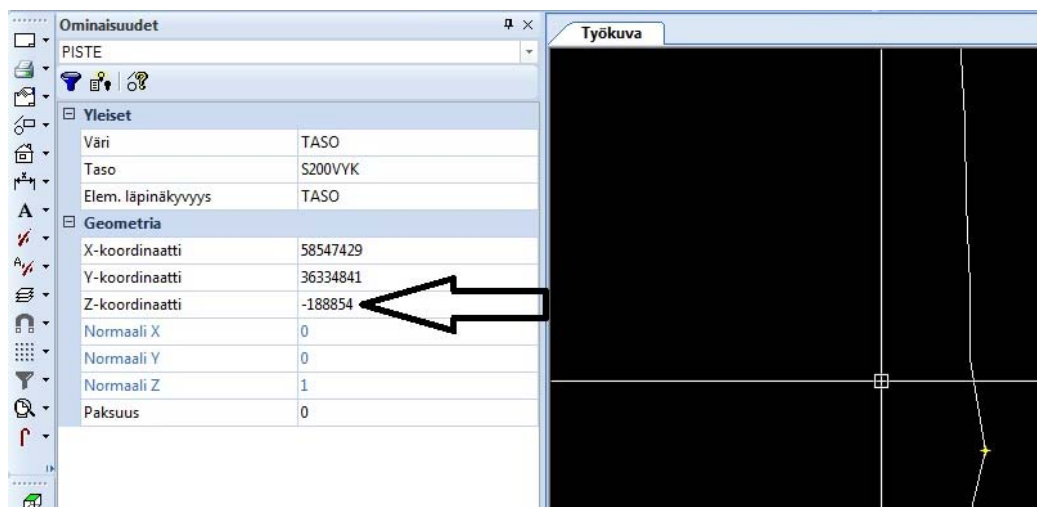 Ominaisuudet
Työkuva
PISTE
Yleiset
Väri TASO
Taso S200VYK
Elem. läpinäkyvyys TASO
Geometria
X-koordinaatti 58547429
Y-koordinaatti 36334841
Z-koordinaatti -188854
Normaali X 0
Normaali Y 0
Normaali Z 1
Paksuus 0